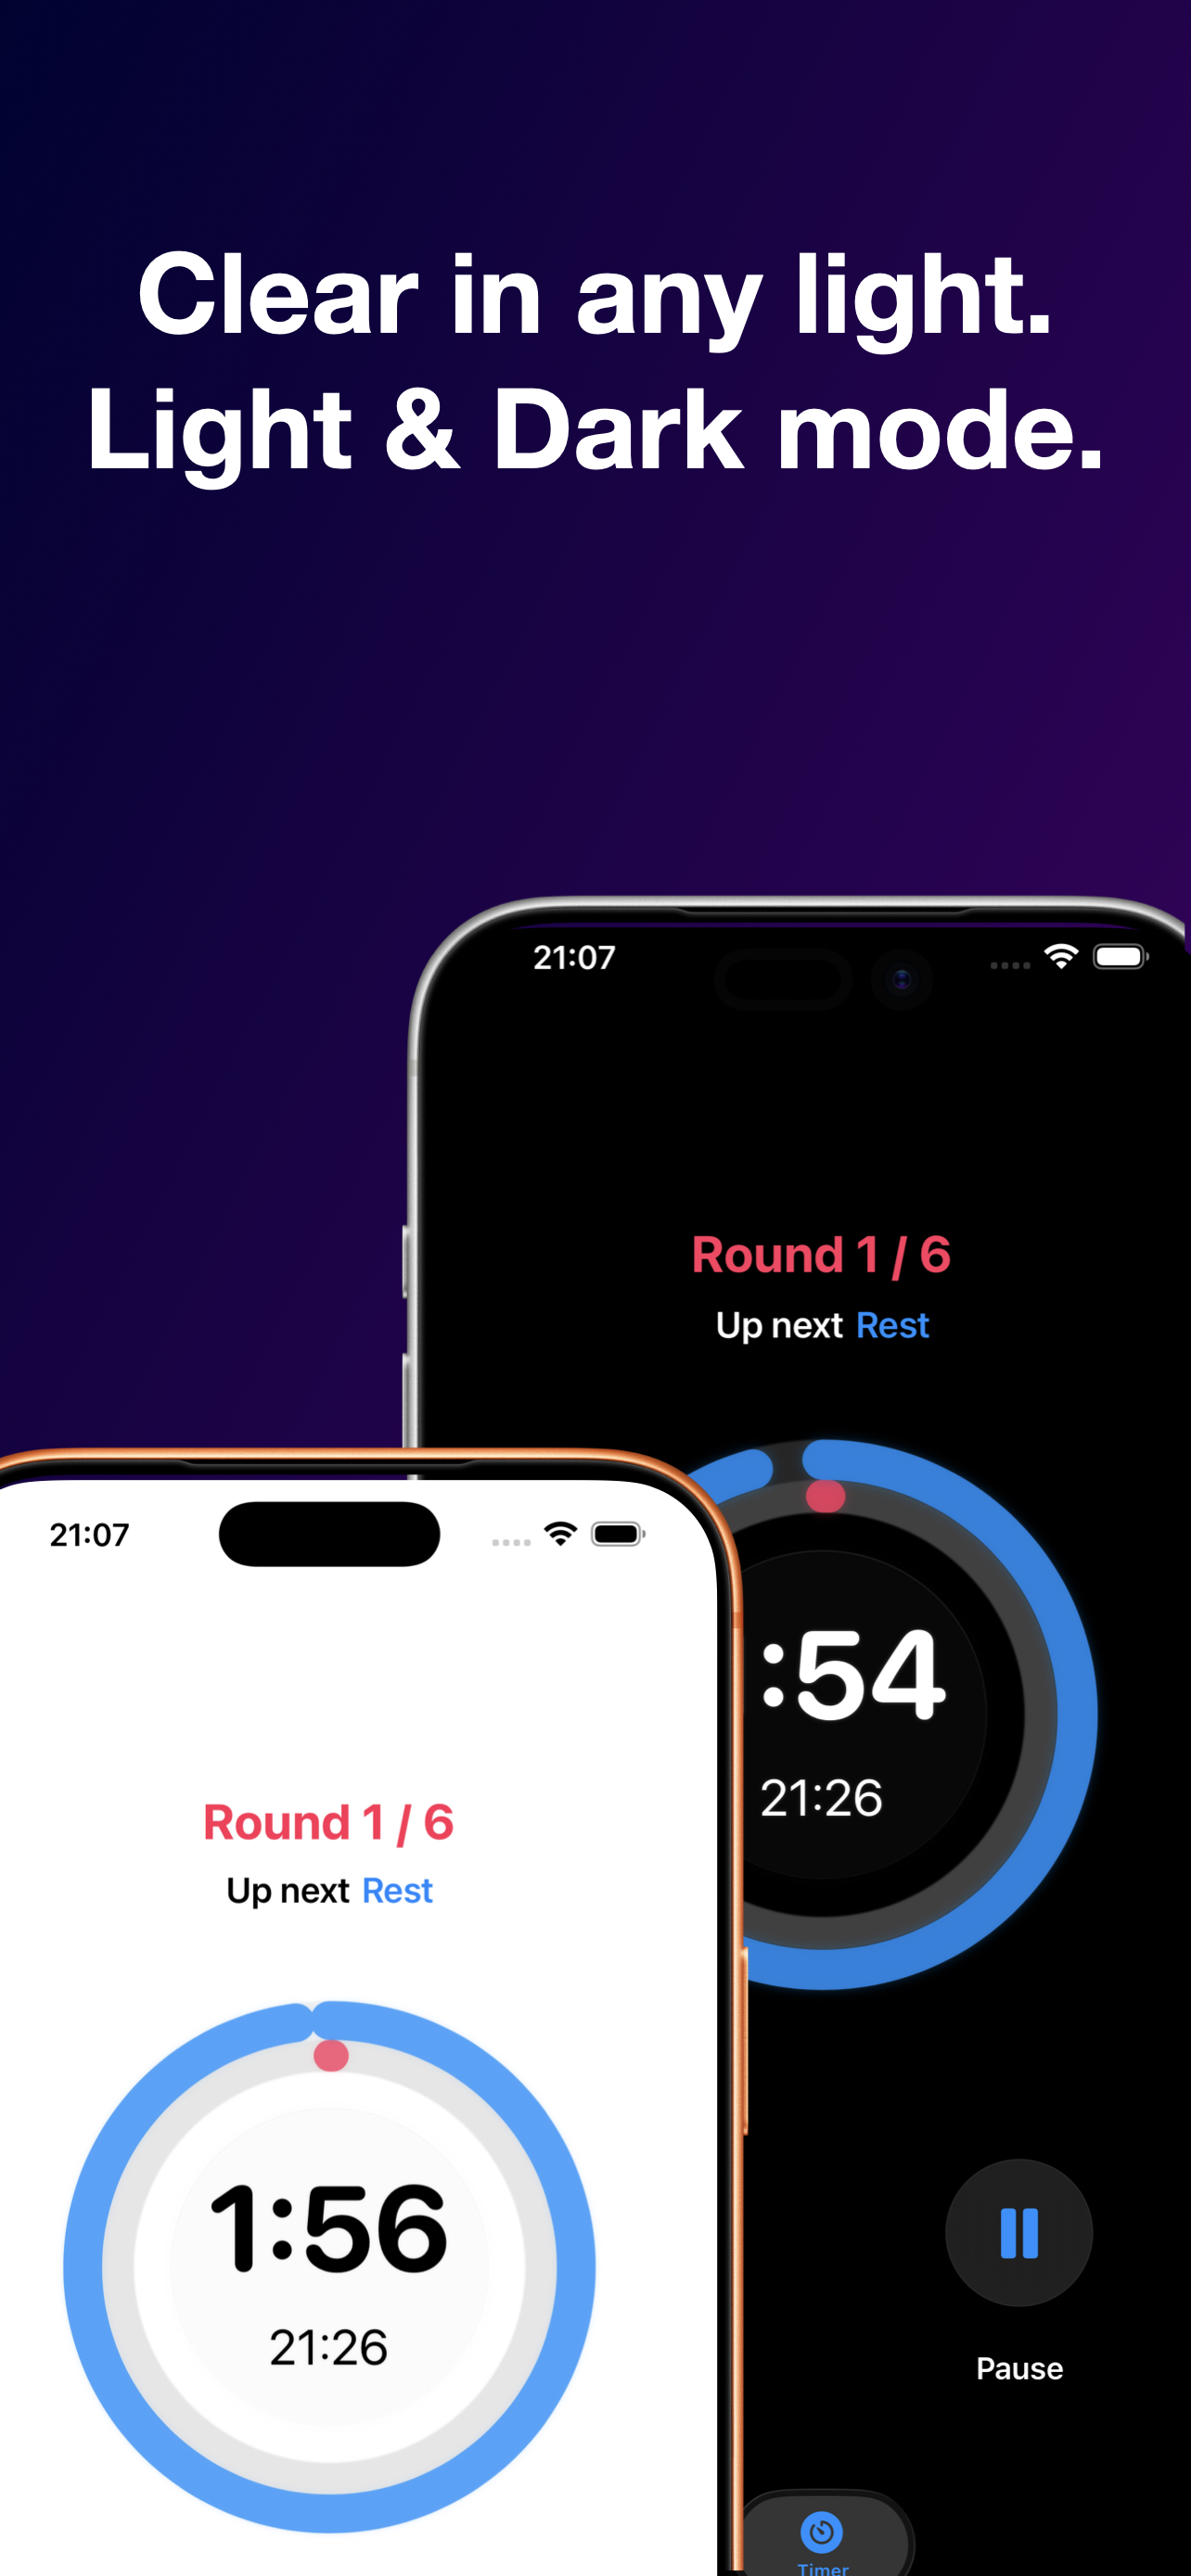 Clear in any light.
Light & Dark mode.
21:07
Round 1 / 6
Up next Rest
:54
21:26
Pause
Timer
21:07
Round 1 / 6
Up next Rest
1:56
21:26